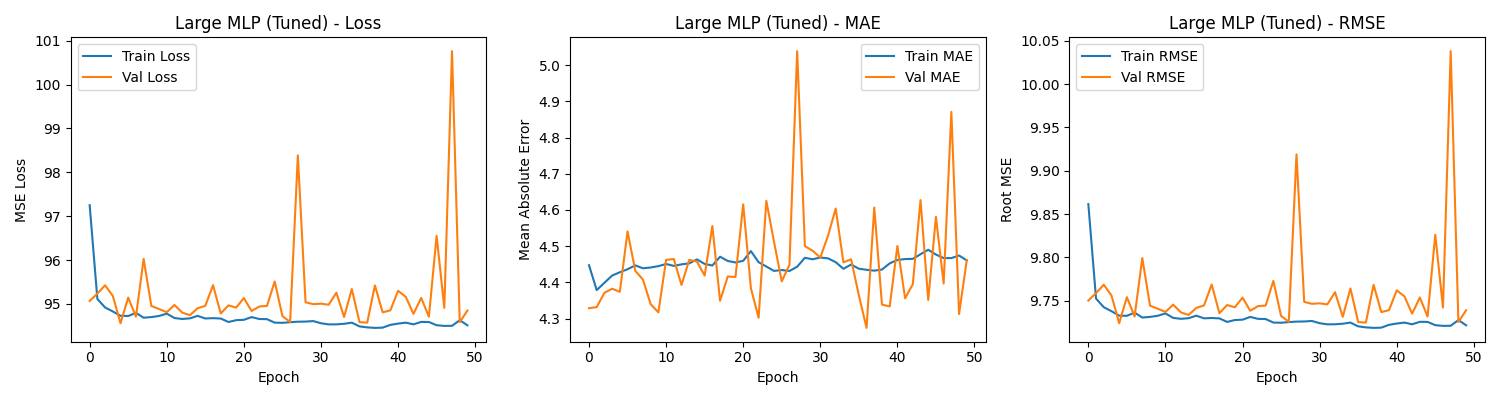 Large MLP (Tuned) - Loss
101
100
99
98
97
96
95
0
10
20
30
40
50
MSE Loss
Epoch
Train Loss
Val Loss
Large MLP (Tuned) - MAE
5.0
4.9
4.8
4.7
4.6
4.5
4.4
4.3
0
10
20
30
40
50
Mean Absolute Error
Epoch
Train MAE
Val MAE
Large MLP (Tuned) - RMSE
10.05
10.00
9.95
9.90
9.85
9.80
9.75
0
10
20
30
40
50
Root MSE
Epoch
Train RMSE
Val RMSE